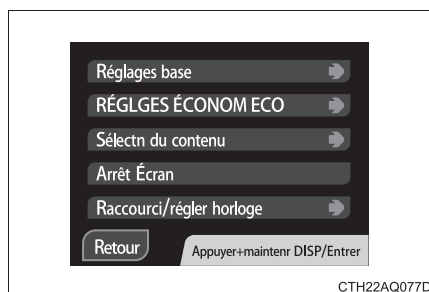 Réglages base
RÉGLGES ÉCONOM ECO
Sélectn du contenu
Arrêt Écran
Raccourci/régler horloge
Retour
Appuyer+maintenr DISP/Entrer
CTH22AQ077D